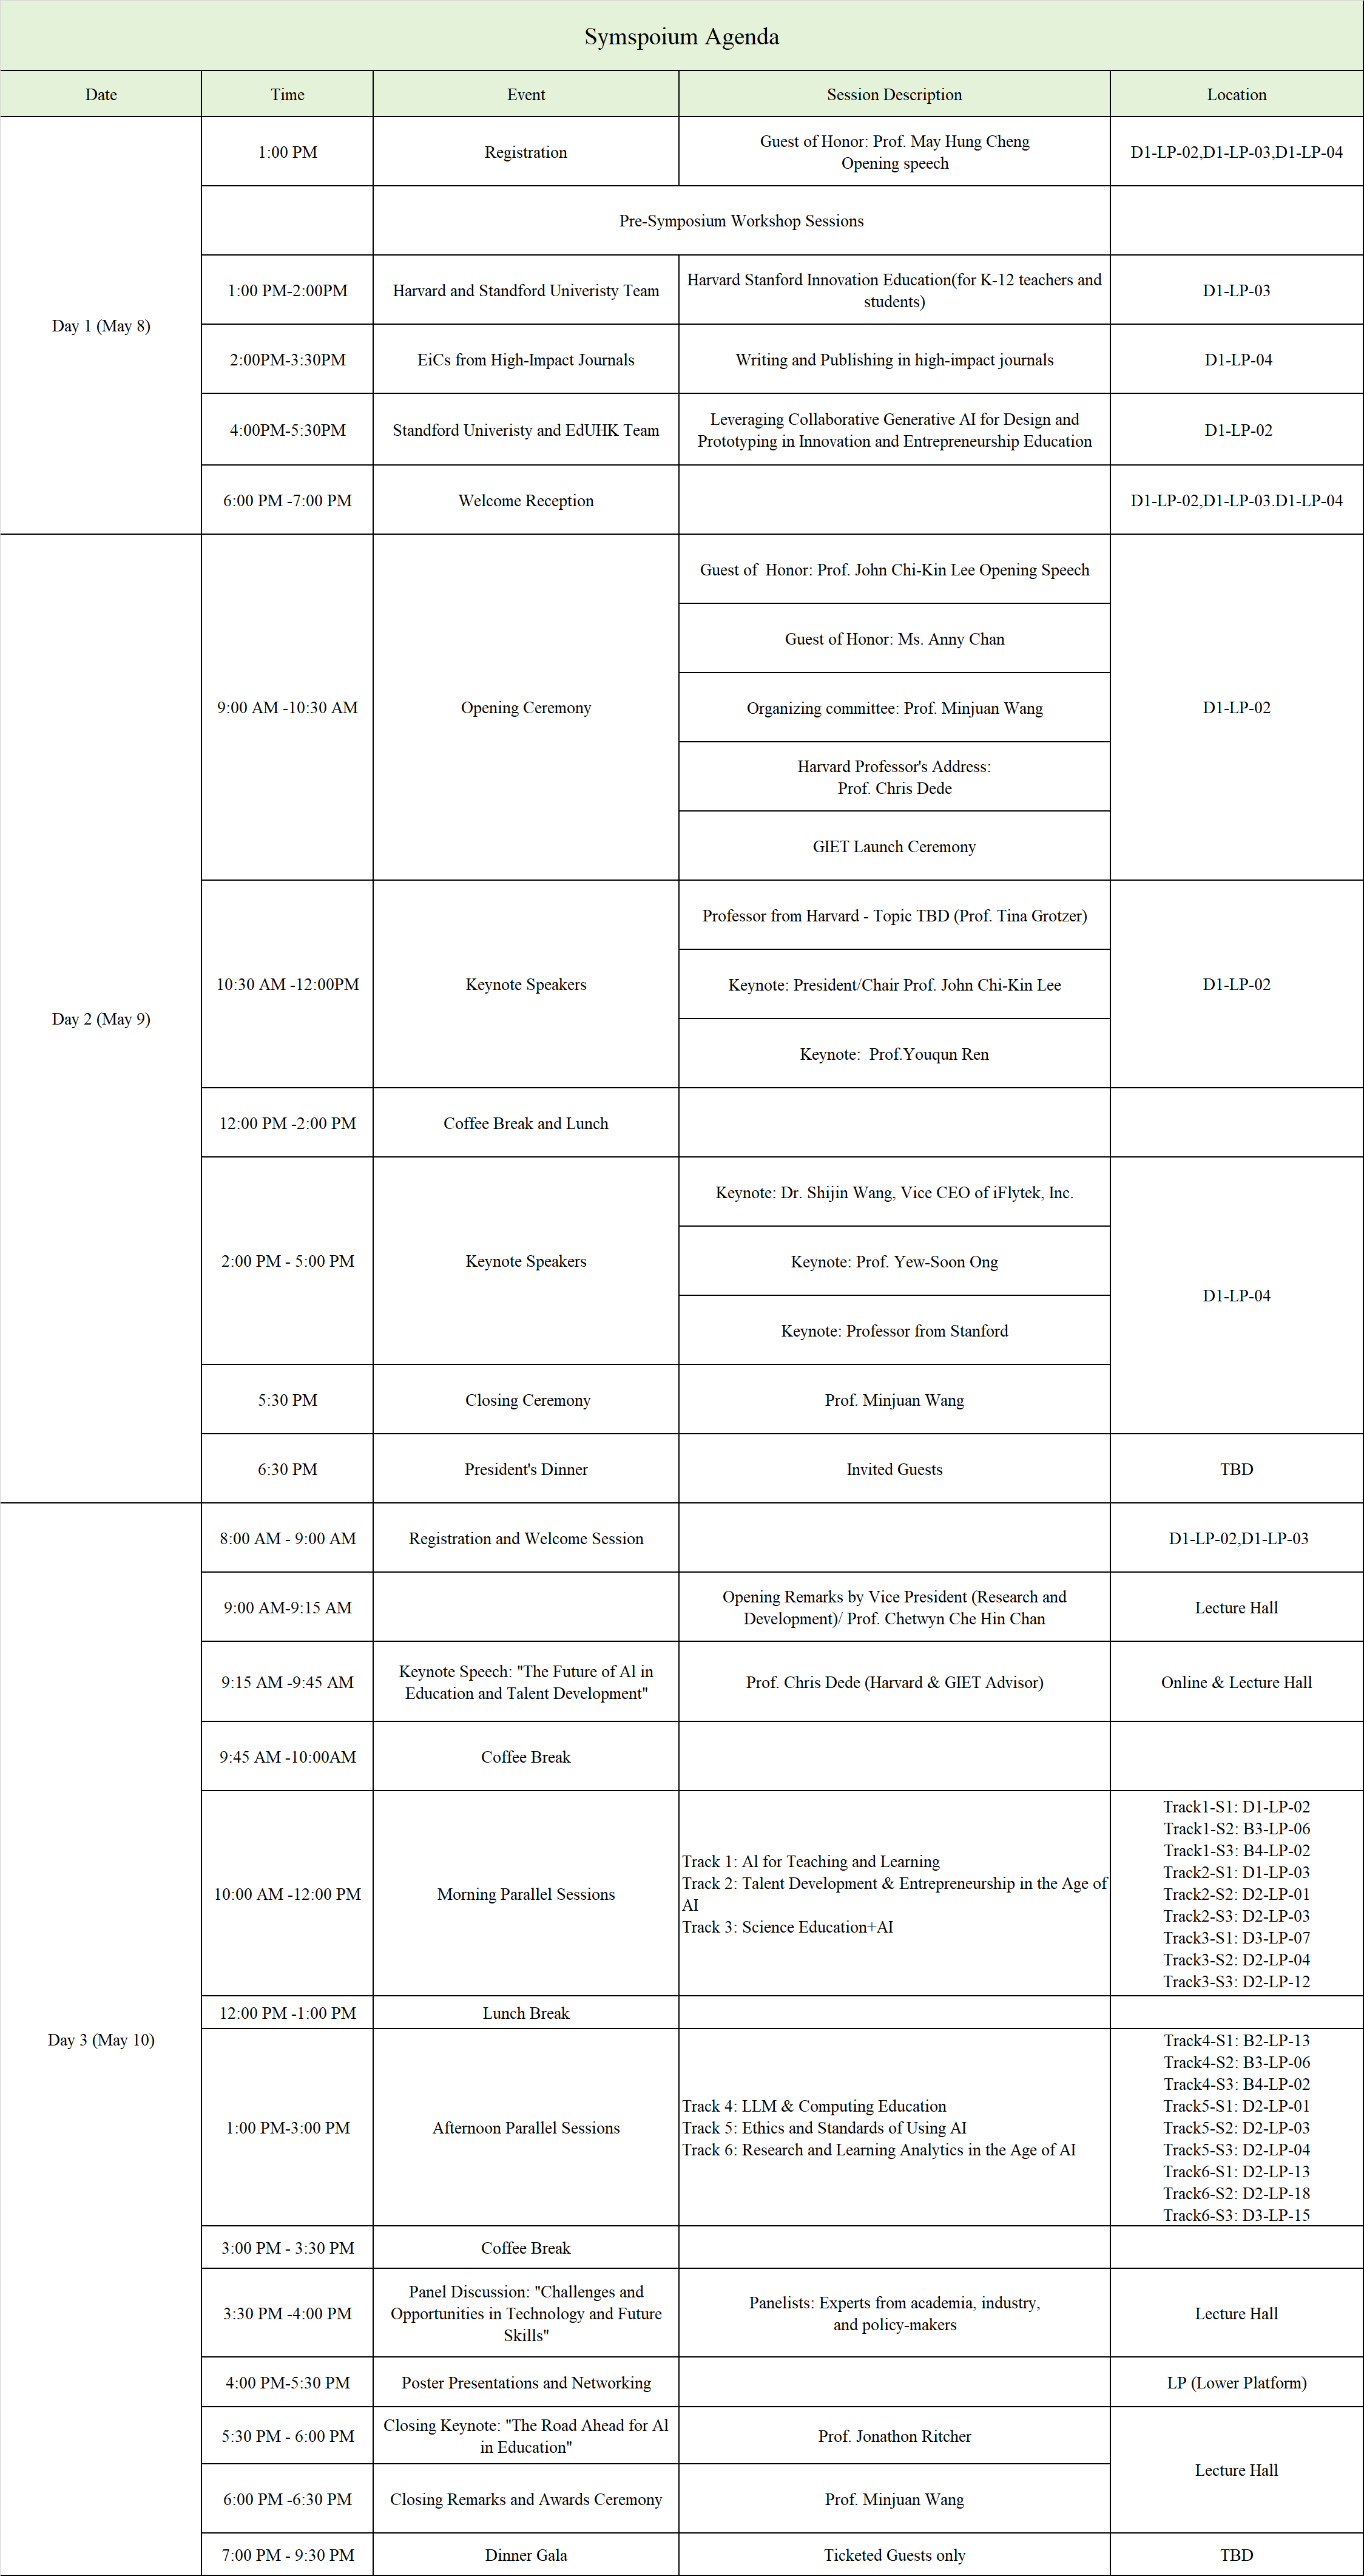 Symspoium Agenda
Date
Time
Event
Session Description
Location
Day 1 (May 8)
1:00 PM
Registration
Guest of Honor: Prof. May Hung Cheng
Opening speech
D1-LP-02,D1-LP-03,D1-LP-04
Pre-Symposium Workshop Sessions
1:00 PM-2:00PM
Harvard and Standford Univeristy Team
Harvard Stanford Innovation Education(for K-12 teachers and
students)
D1-LP-03
2:00PM-3:30PM
EiCs from High-Impact Journals
Writing and Publishing in high-impact journals
D1-LP-04
4:00PM-5:30PM
Standford Univeristy and EdUHK Team
Leveraging Collaborative Generative AI for Design and
Prototyping in Innovation and Entrepreneurship Education
D1-LP-02
6:00 PM -7:00 PM
Welcome Reception
D1-LP-02,D1-LP-03.D1-LP-04
Day 2 (May 9)
9:00 AM -10:30 AM
Opening Ceremony
Guest of  Honor: Prof. John Chi-Kin Lee Opening Speech
Guest of Honor: Ms. Anny Chan
Organizing committee: Prof. Minjuan Wang
Harvard Professor's Address:
Prof. Chris Dede
GIET Launch Ceremony
D1-LP-02
10:30 AM -12:00PM
Keynote Speakers
Professor from Harvard - Topic TBD (Prof. Tina Grotzer)
Keynote: President/Chair Prof. John Chi-Kin Lee
Keynote:  Prof.Youqun Ren
D1-LP-02
12:00 PM -2:00 PM
Coffee Break and Lunch
2:00 PM - 5:00 PM
Keynote Speakers
Keynote: Dr. Shijin Wang, Vice CEO of iFlytek, Inc.
Keynote: Prof. Yew-Soon Ong
Keynote: Professor from Stanford
D1-LP-04
5:30 PM
Closing Ceremony
Prof. Minjuan Wang
6:30 PM
President's Dinner
Invited Guests
TBD
Day 3 (May 10)
8:00 AM - 9:00 AM
Registration and Welcome Session
D1-LP-02,D1-LP-03
9:00 AM-9:15 AM
Opening Remarks by Vice President (Research and
Development)/ Prof. Chetwyn Che Hin Chan
Lecture Hall
9:15 AM -9:45 AM
Keynote Speech: "The Future of Al in
Education and Talent Development"
Prof. Chris Dede (Harvard & GIET Advisor)
Online & Lecture Hall
9:45 AM -10:00AM
Coffee Break
10:00 AM -12:00 PM
Morning Parallel Sessions
Track 1: Al for Teaching and Learning
Track 2: Talent Development & Entrepreneurship in the Age of
AI
Track 3: Science Education+AI
Track1-S1: D1-LP-02
Track1-S2: B3-LP-06
Track1-S3: B4-LP-02
Track2-S1: D1-LP-03
Track2-S2: D2-LP-01
Track2-S3: D2-LP-03
Track3-S1: D3-LP-07
Track3-S2: D2-LP-04
Track3-S3: D2-LP-12
12:00 PM -1:00 PM
Lunch Break
1:00 PM-3:00 PM
Afternoon Parallel Sessions
Track 4: LLM & Computing Education
Track 5: Ethics and Standards of Using AI
Track 6: Research and Learning Analytics in the Age of AI
Track4-S1: B2-LP-13
Track4-S2: B3-LP-06
Track4-S3: B4-LP-02
Track5-S1: D2-LP-01
Track5-S2: D2-LP-03
Track5-S3: D2-LP-04
Track6-S1: D2-LP-13
Track6-S2: D2-LP-18
Track6-S3: D3-LP-15
3:00 PM - 3:30 PM
Coffee Break
3:30 PM -4:00 PM
Panel Discussion: "Challenges and
Opportunities in Technology and Future
Skills"
Panelists: Experts from academia, industry,
and policy-makers
Lecture Hall
4:00 PM-5:30 PM
Poster Presentations and Networking
LP (Lower Platform)
5:30 PM - 6:00 PM
Closing Keynote: "The Road Ahead for Al
in Education"
Prof. Jonathon Ritcher
Lecture Hall
6:00 PM -6:30 PM
Closing Remarks and Awards Ceremony
Prof. Minjuan Wang
7:00 PM - 9:30 PM
Dinner Gala
Ticketed Guests only
TBD